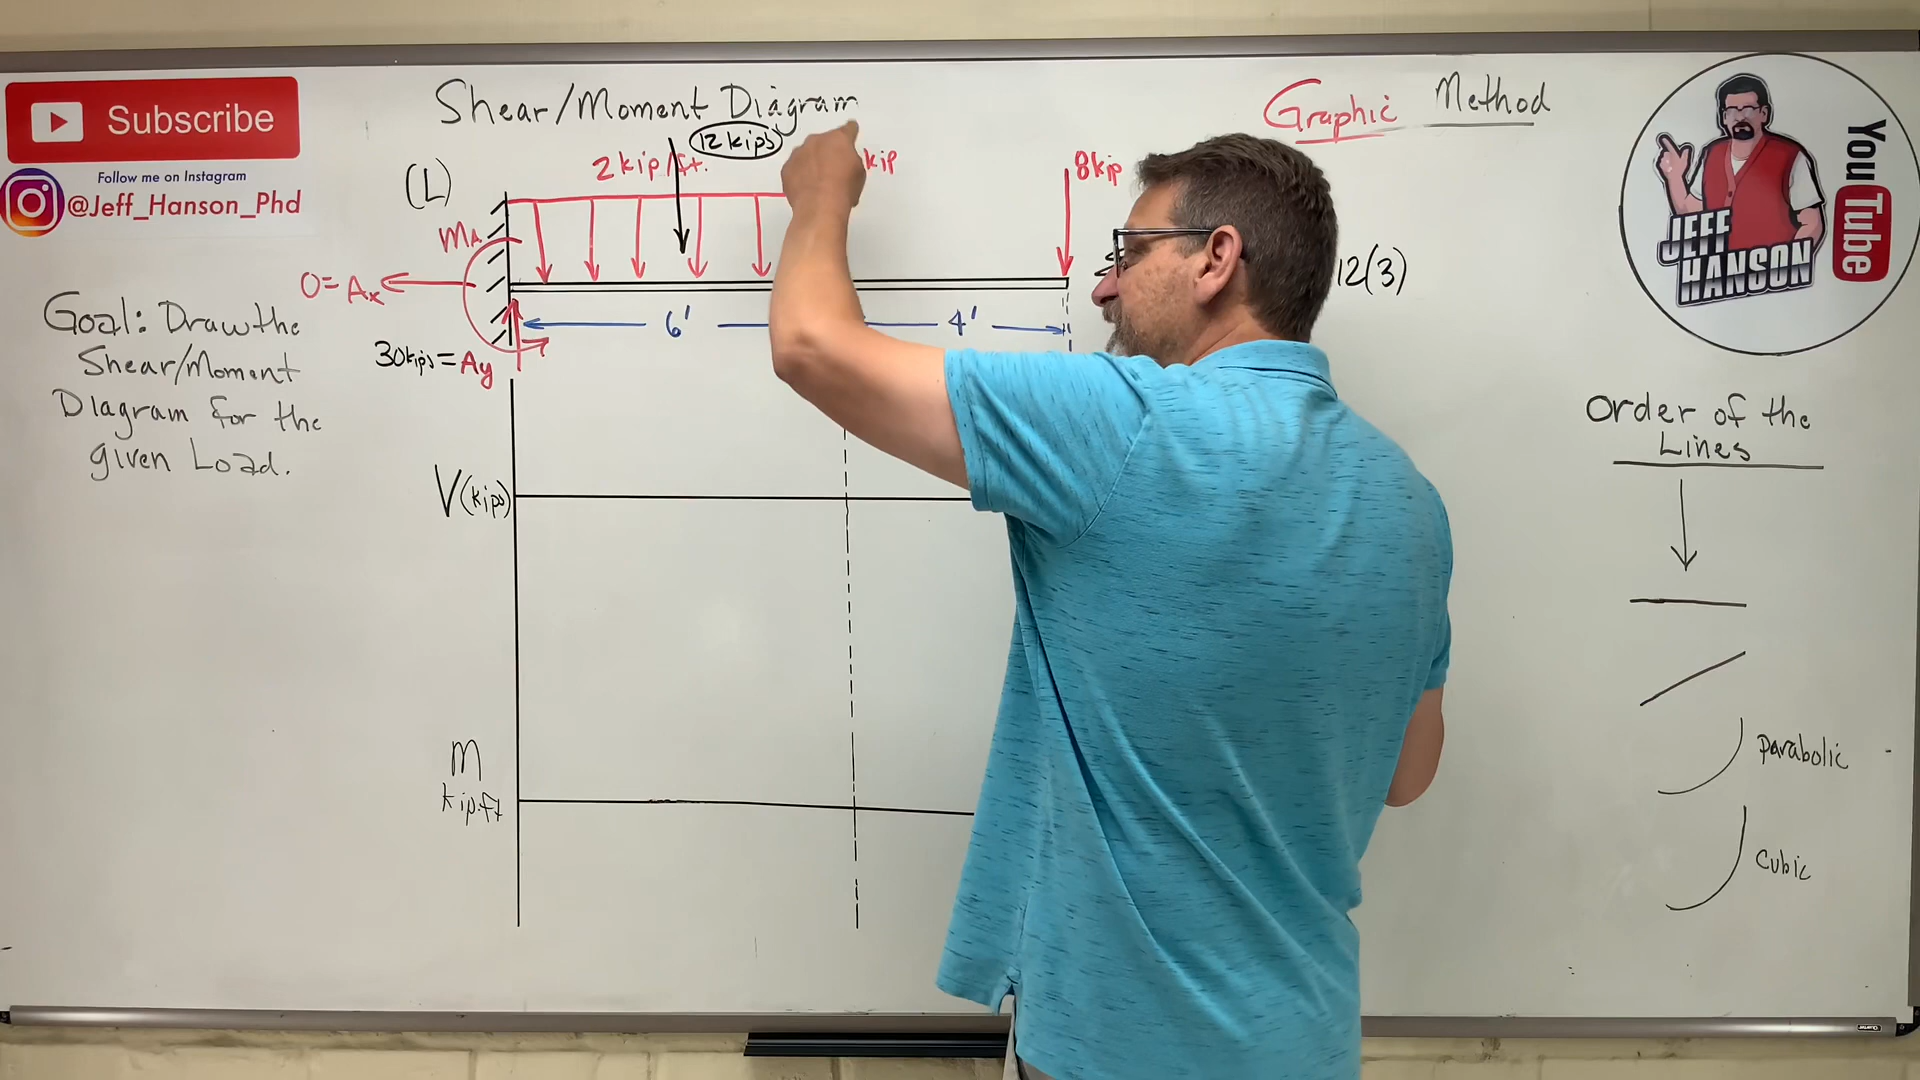 Subscribe
Follow me on Instagram
@Jeff_Hanson_Phd
Shear/Moment Diagram
Graphic Method
(L)
12 kips
2 kip/ft.
kip
8kip
MA
0 = Ax
12(3)
6'
4'
30kips = Ay
Goal: Draw the
Shear/Moment
Diagram for the
given Load.
V(kips)
M
kip.ft
YouTube
JEFF
HANSON
Order of the
Lines
parabolic
cubic